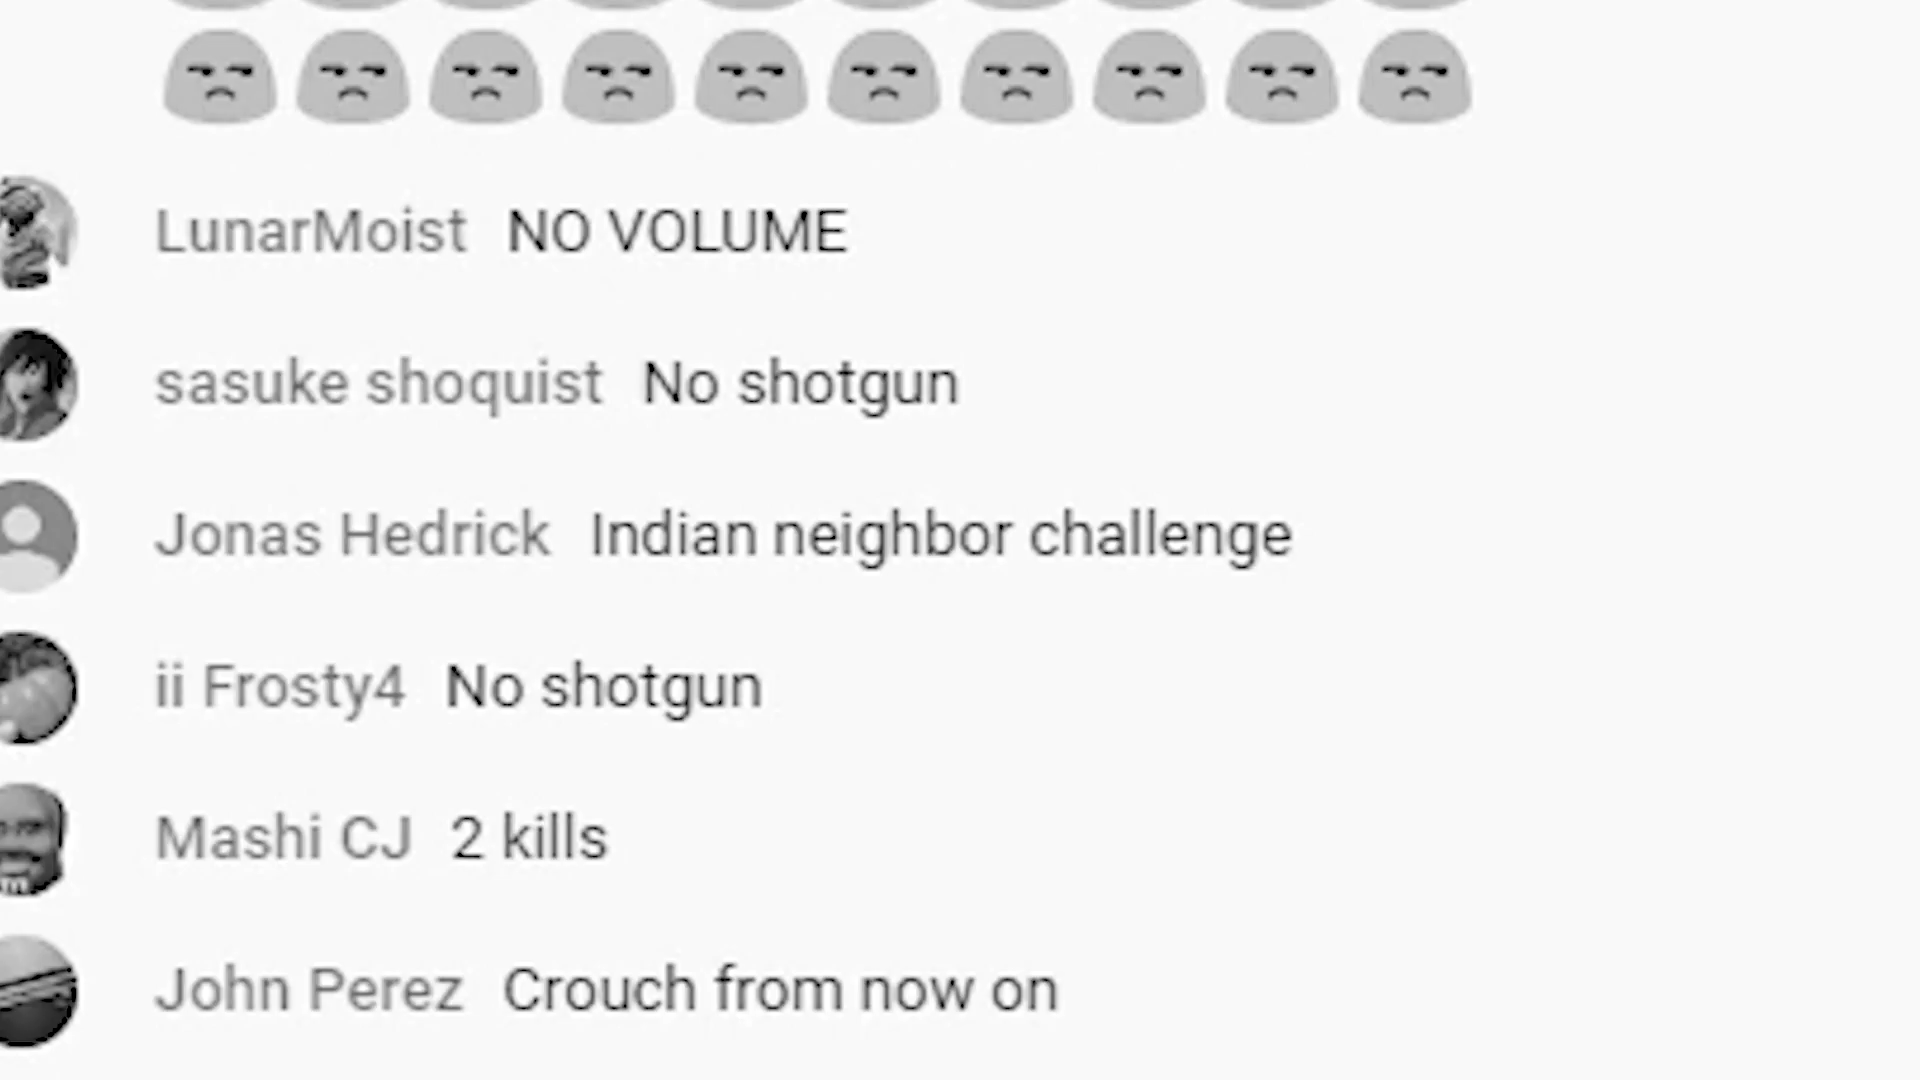 LunarMoist NO VOLUME
sasuke shoquist No shotgun
Jonas Hedrick Indian neighbor challenge
ii Frosty4 No shotgun
Mashi CJ 2 kills
John Perez Crouch from now on